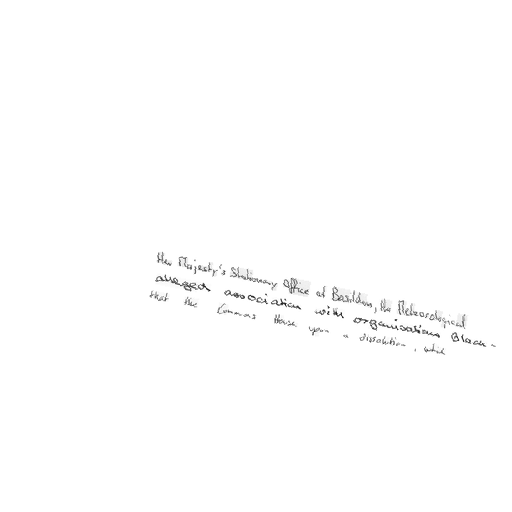 Her Majesty's Stationary Office at Basildon, the Meteorological
alleged association with organisations Black-
that the Commons House upon a dissolution, which